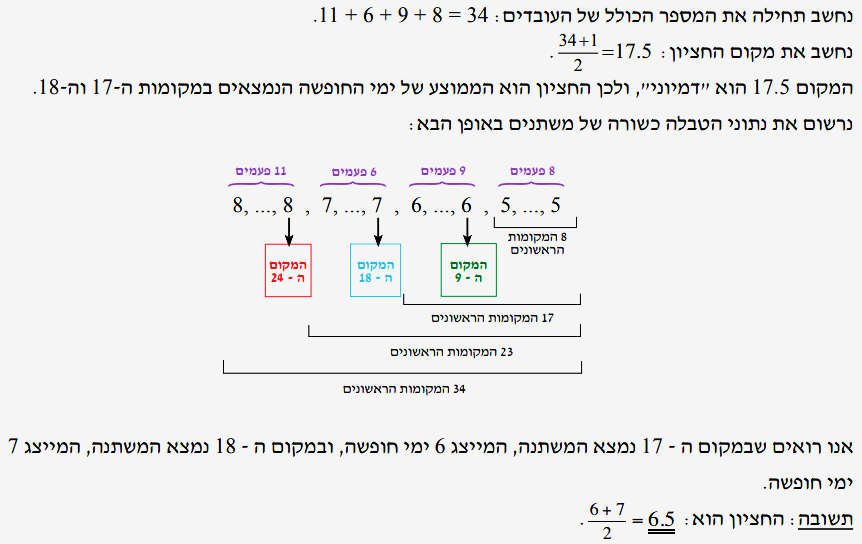 נחשב תחילה את המספר הכולל של העובדים: 11 + 6 + 9 + 8 = 34.
נחשב את מקום החציון: (34+1)/2 = 17.5.
המקום 17.5 הוא "דמיוני", ולכן החציון הוא הממוצע של ימי החופשה הנמצאים במקומות ה-17 וה-18.
נרשום את נתוני הטבלה כשורה של משתנים באופן הבא:
8 פעמים 9 פעמים 6 פעמים 11 פעמים
8, ..., 8 , 7, ..., 7 , 6, ..., 6 , 5, ..., 5
8 המקומות
הראשונים
המקום
ה - 9
המקום
ה - 18
המקום
ה - 24
17 המקומות הראשונים
23 המקומות הראשונים
34 המקומות הראשונים
אנו רואים שבמקום ה - 17 נמצא המשתנה, המייצג 6 ימי חופשה, ובמקום ה - 18 נמצא המשתנה, המייצג 7
ימי חופשה.
תשובה: החציון הוא: (6+7)/2 = 6.5.